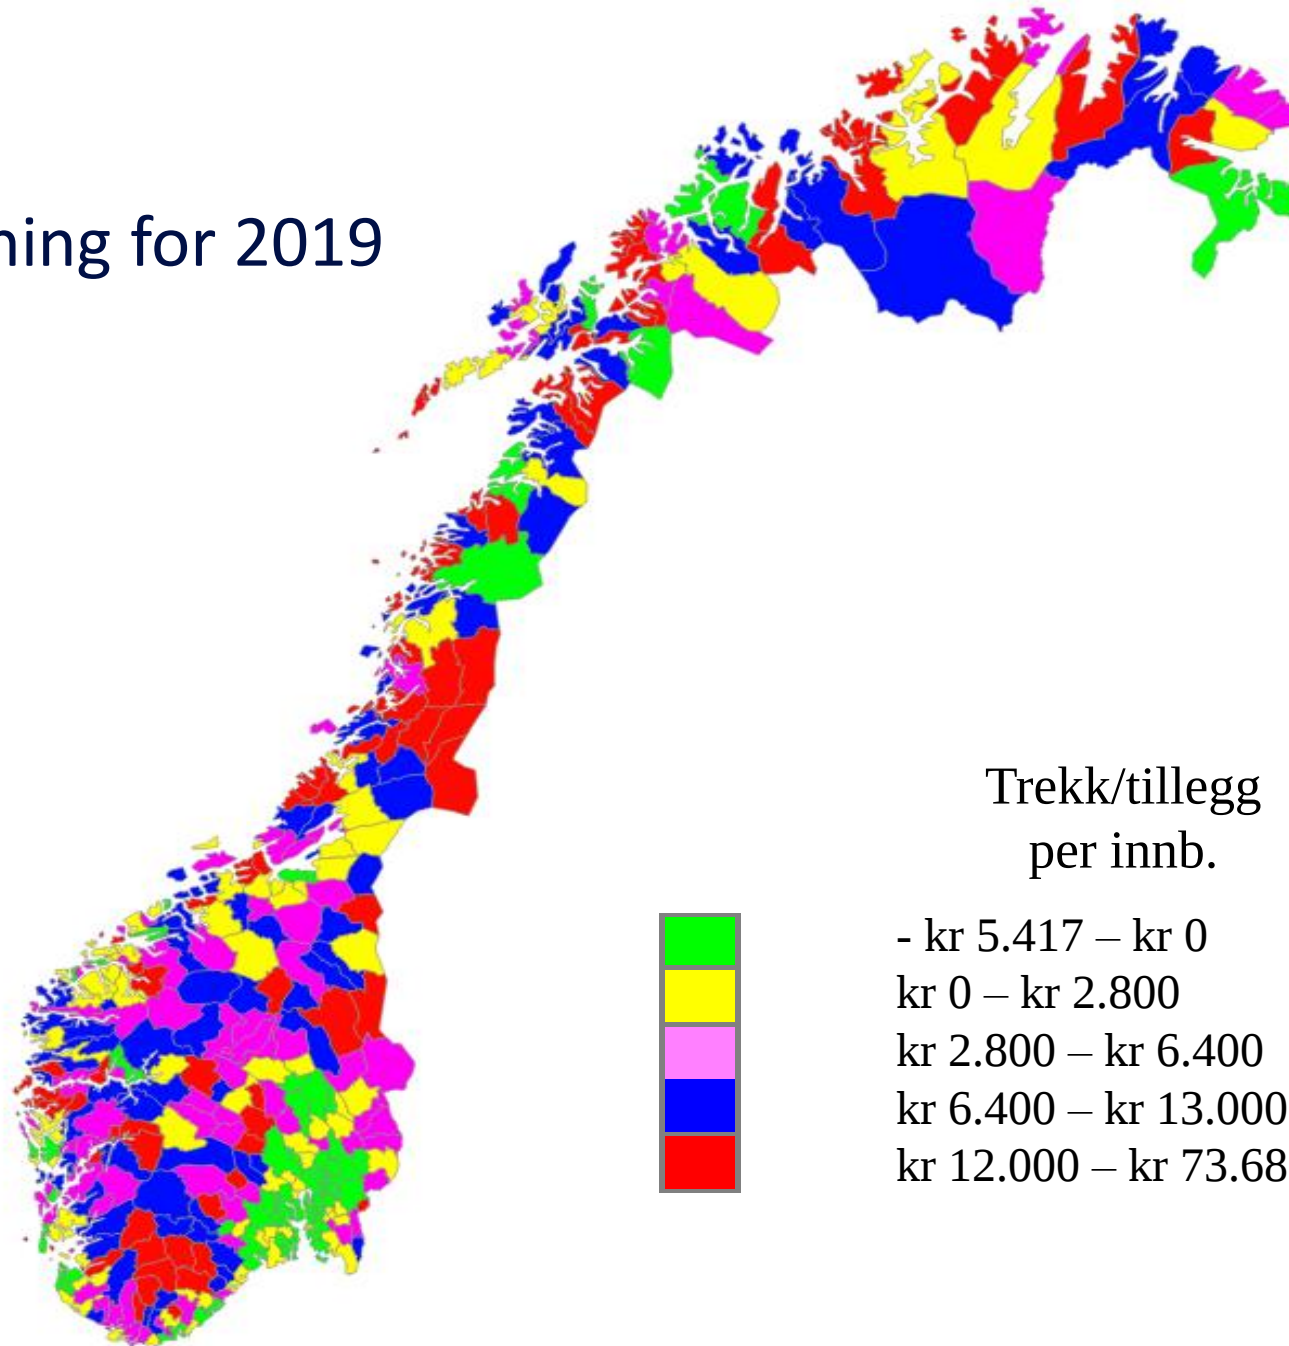 ning for 2019
Trekk/tillegg
per innb.
- kr 5.417 – kr 0
kr 0 – kr 2.800
kr 2.800 – kr 6.400
kr 6.400 – kr 13.000
kr 12.000 – kr 73.68